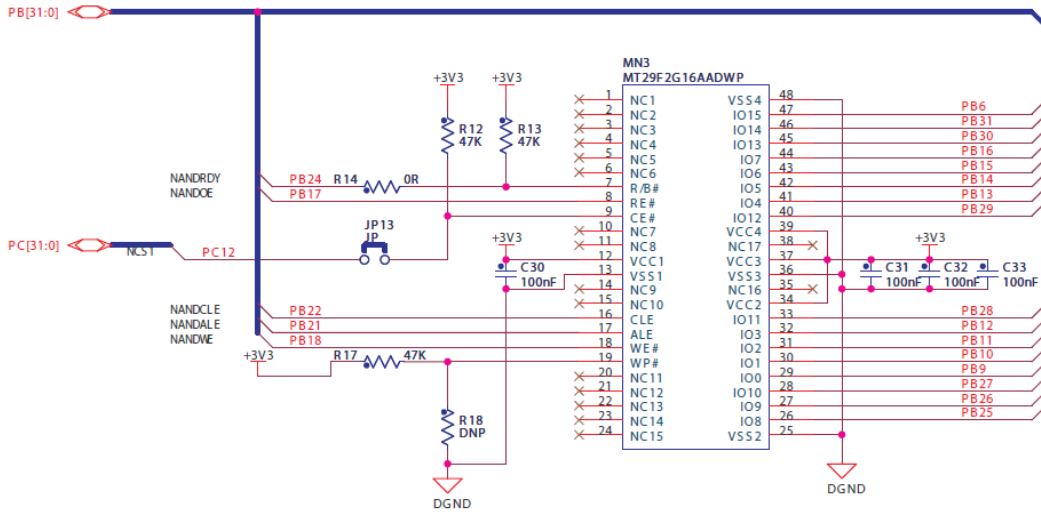 PB[31:0]
MN3
MT29F2G16AADWP
+3V3 +3V3
R12 47K
R13 47K
NANDRDY PB24 R14 0R
NANDOE PB17
PC[31:0] NCS1 PC12
JP13
JP
+3V3
C30
100nF
NANDCLE PB22
NANDALE PB21
NANDWE PB18
+3V3 R17 47K
R18
DNP
DGND
1 NC1 VSS4 48
2 NC2 IO15 47 PB6
3 NC3 IO14 46 PB31
4 NC4 IO13 45 PB30
5 NC5 IO7 44 PB16
6 NC6 IO6 43 PB15
7 R/B# IO5 42 PB14
8 RE# IO4 41 PB13
9 CE# IO12 40 PB29
10 NC7 VCC4 39
11 NC8 NC17 38
12 VCC1 VCC3 37
13 VSS1 VSS3 36
14 NC9 NC16 35
15 NC10 VCC2 34
16 CLE IO11 33 PB28
17 ALE IO3 32 PB12
18 WE# IO2 31 PB11
19 WP# IO1 30 PB10
20 NC11 IO0 29 PB9
21 NC12 IO10 28 PB27
22 NC13 IO9 27 PB26
23 NC14 IO8 26 PB25
24 NC15 VSS2 25
+3V3
C31 C32 C33
100nF 100nF 100nF
DGND